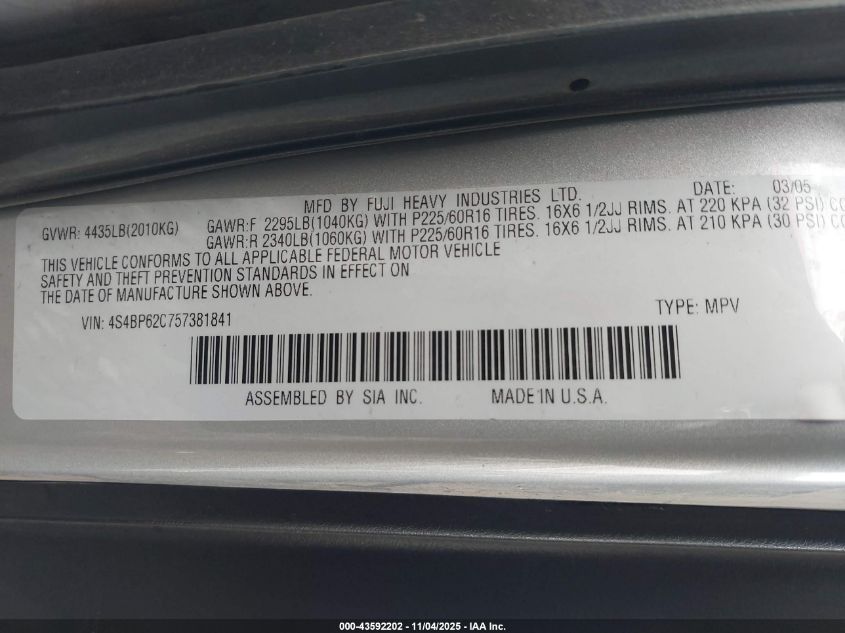 MFD BY FUJI HEAVY INDUSTRIES LTD. DATE: 03/05
GVWR: 4435LB(2010KG) GAWR:F 2295LB(1040KG) WITH P225/60R16 TIRES. 16X6 1/2JJ RIMS. AT 220 KPA (32 PSI) CO
GAWR:R 2340LB(1060KG) WITH P225/60R16 TIRES. 16X6 1/2JJ RIMS. AT 210 KPA (30 PSI) CO
THIS VEHICLE CONFORMS TO ALL APPLICABLE FEDERAL MOTOR VEHICLE
SAFETY AND THEFT PREVENTION STANDARDS IN EFFECT ON
THE DATE OF MANUFACTURE SHOWN ABOVE.
VIN: 4S4BP62C757381841 TYPE: MPV
ASSEMBLED BY SIA INC. MADE IN U.S.A.
000-43592202 - 11/04/2025 - IAA Inc.